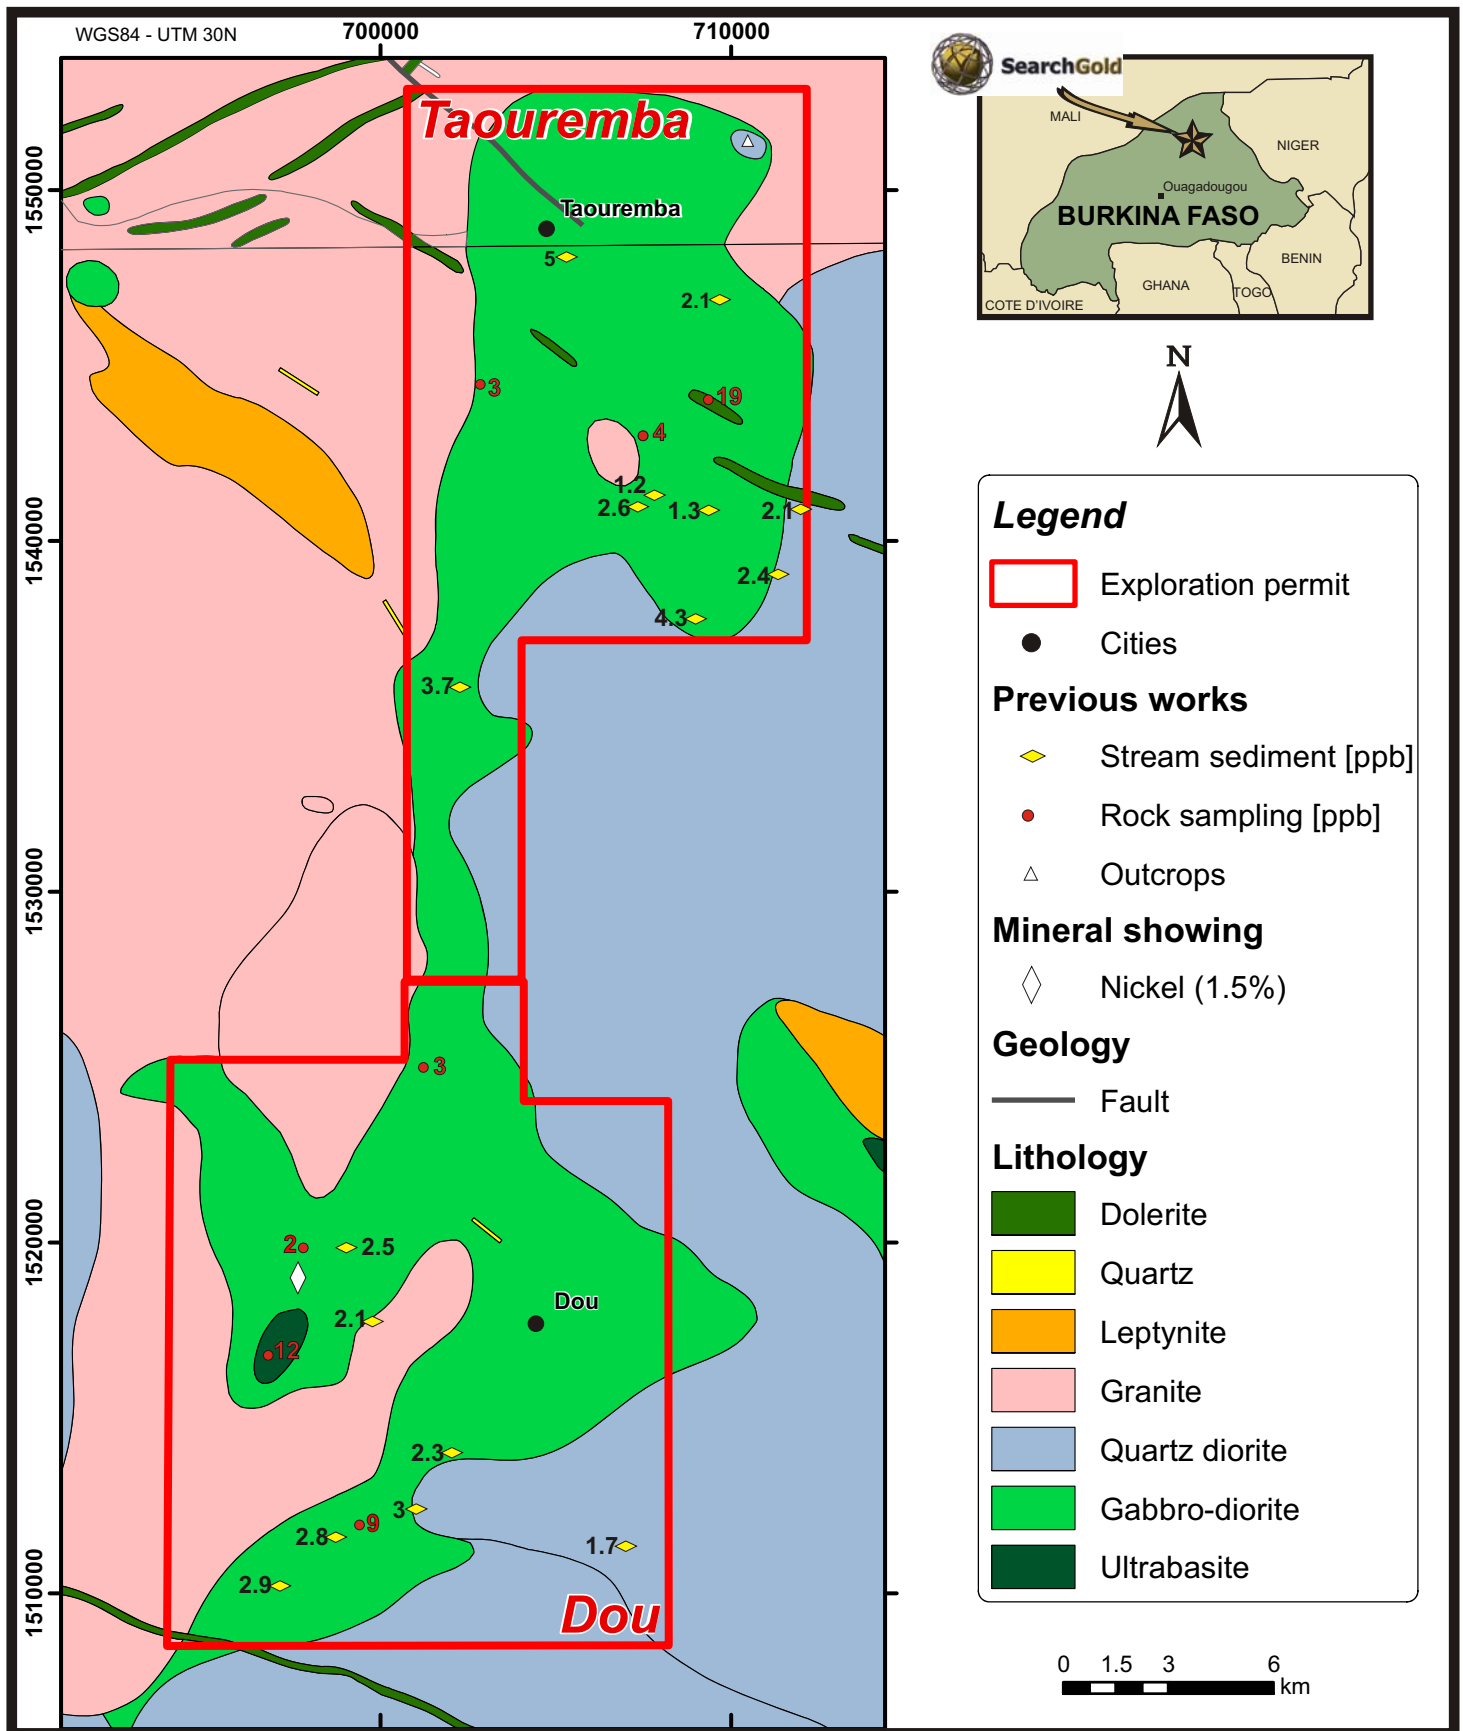 WGS84 - UTM 30N
700000
710000
1550000
1540000
1530000
1520000
1510000
Taouremba
Taouremba
5
2.1
3
19
4
1.2
2.6
1.3
2.1
2.4
4.3
3.7
3
2
2.5
2.1
12
Dou
2.3
3
9
2.8
1.7
2.9
Dou
SearchGold
MALI
NIGER
Ouagadougou
BURKINA FASO
BENIN
GHANA
TOGO
COTE D'IVOIRE
N
Legend
Exploration permit
Cities
Previous works
Stream sediment [ppb]
Rock sampling [ppb]
Outcrops
Mineral showing
Nickel (1.5%)
Geology
Fault
Lithology
Dolerite
Quartz
Leptynite
Granite
Quartz diorite
Gabbro-diorite
Ultrabasite
0 1.5 3 6
km